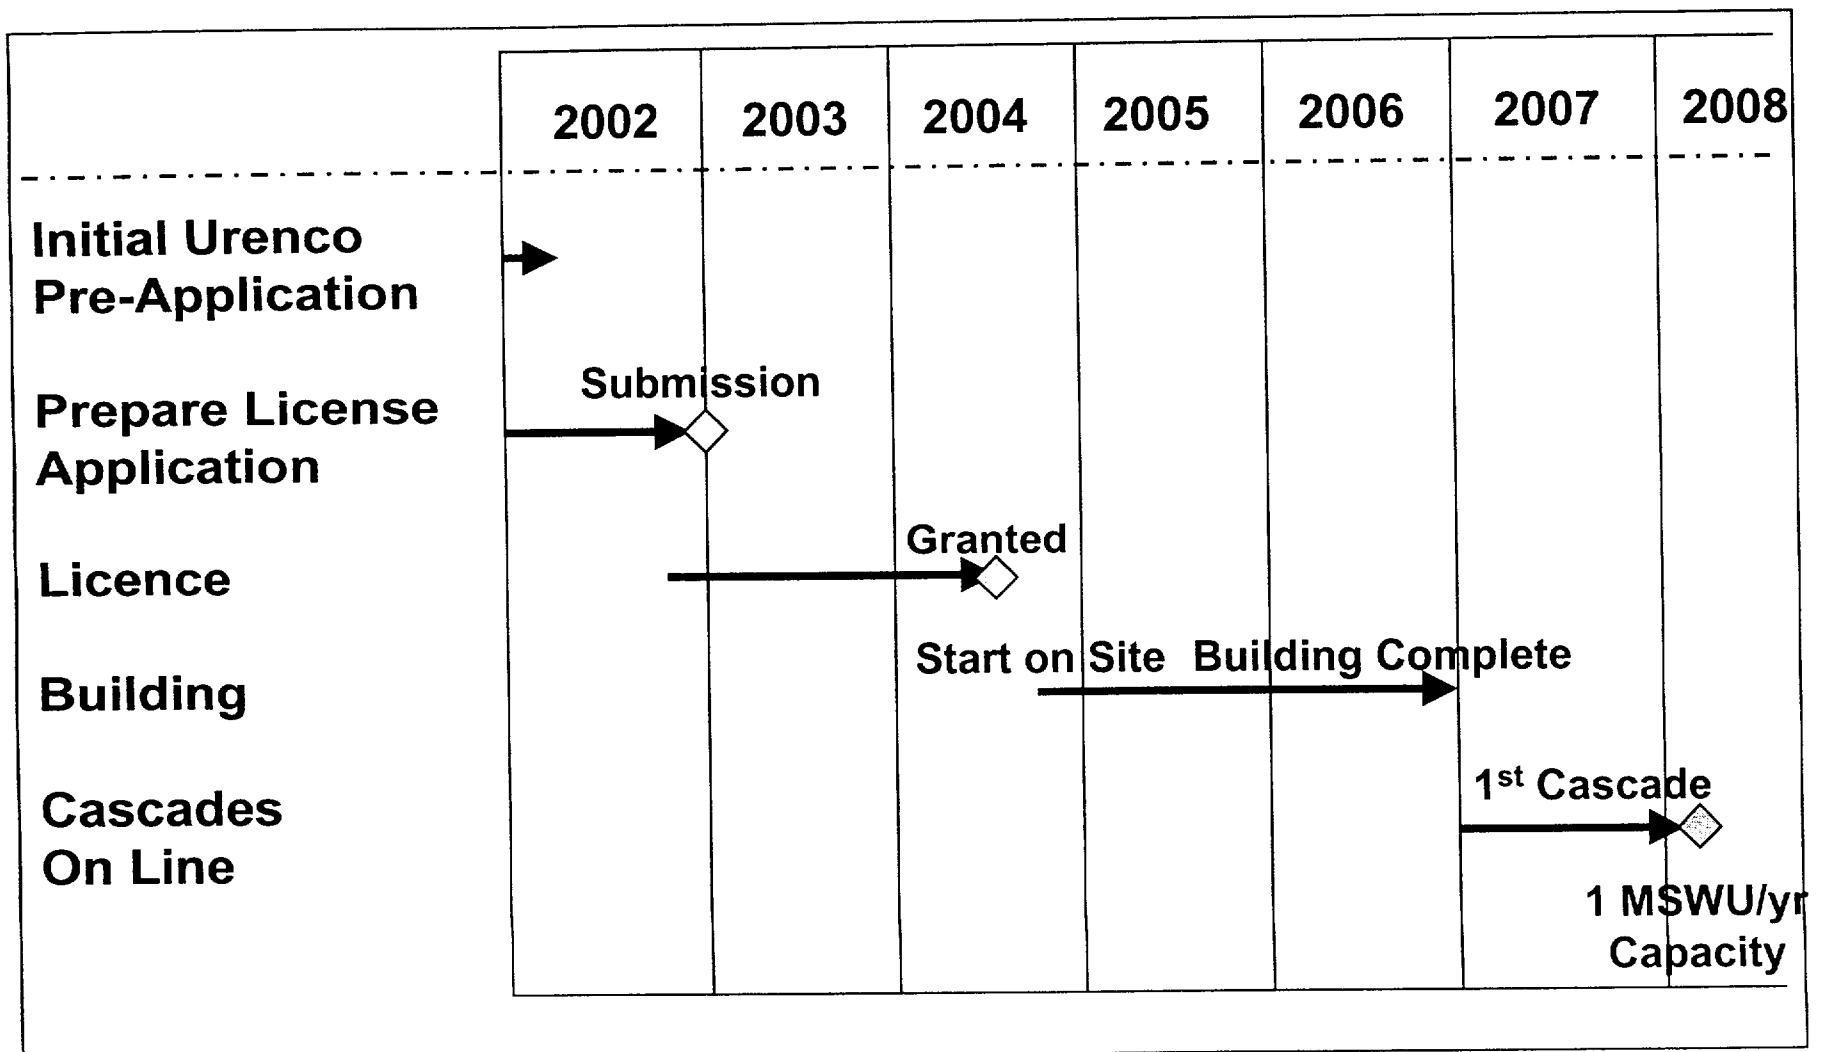 2002 2003 2004 2005 2006 2007 2008
Initial Urenco
Pre-Application
Submission
Prepare License
Application
Granted
Licence
Start on Site Building Complete
Building
1st Cascade
Cascades
On Line
1 MSWU/yr
Capacity